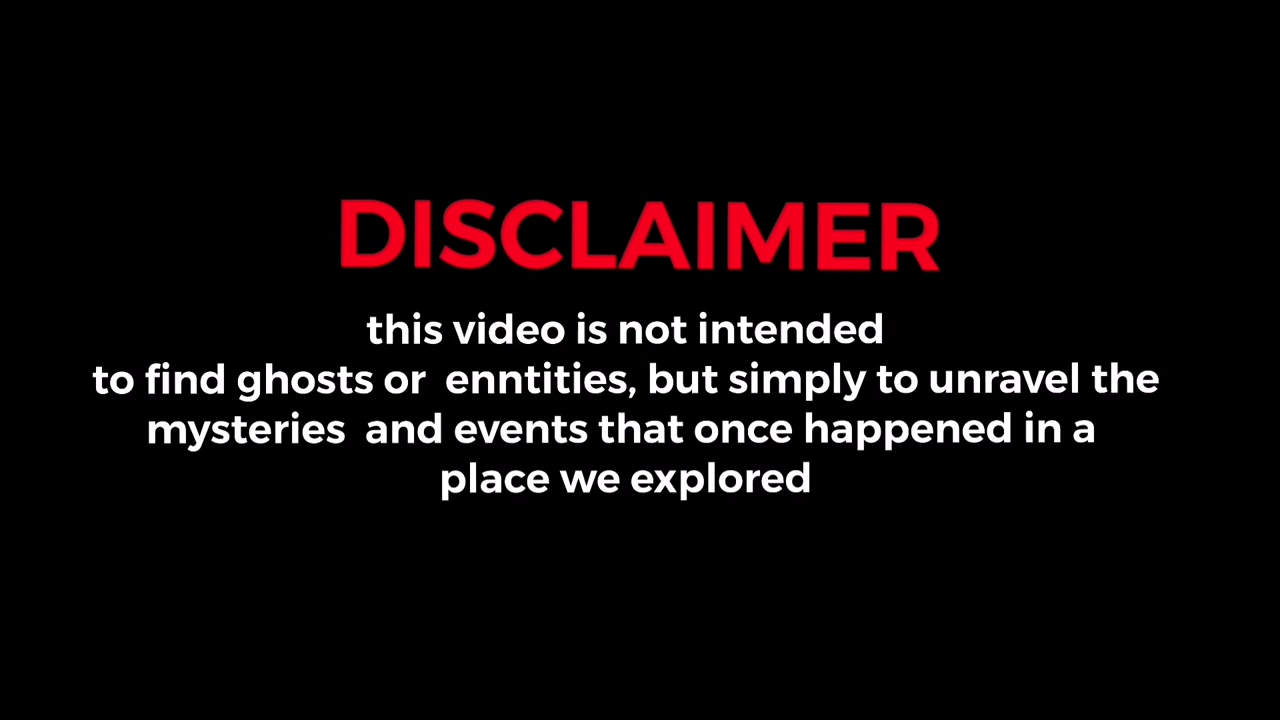 DISCLAIMER
this video is not intended
to find ghosts or  enntities, but simply to unravel the
mysteries  and events that once happened in a
place we explored